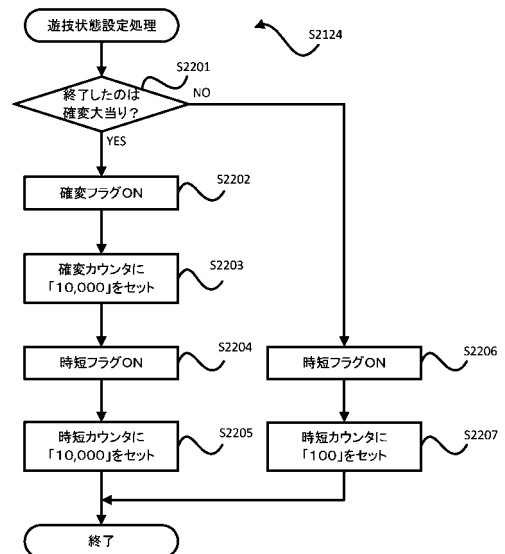 遊技状態設定処理
S2124
S2201
終了したのは
確変大当り?
NO
YES
確変フラグON
S2202
確変カウンタに
「10,000」をセット
S2203
時短フラグON
S2204
時短フラグON
S2206
時短カウンタに
「10,000」をセット
S2205
時短カウンタに
「100」をセット
S2207
終了